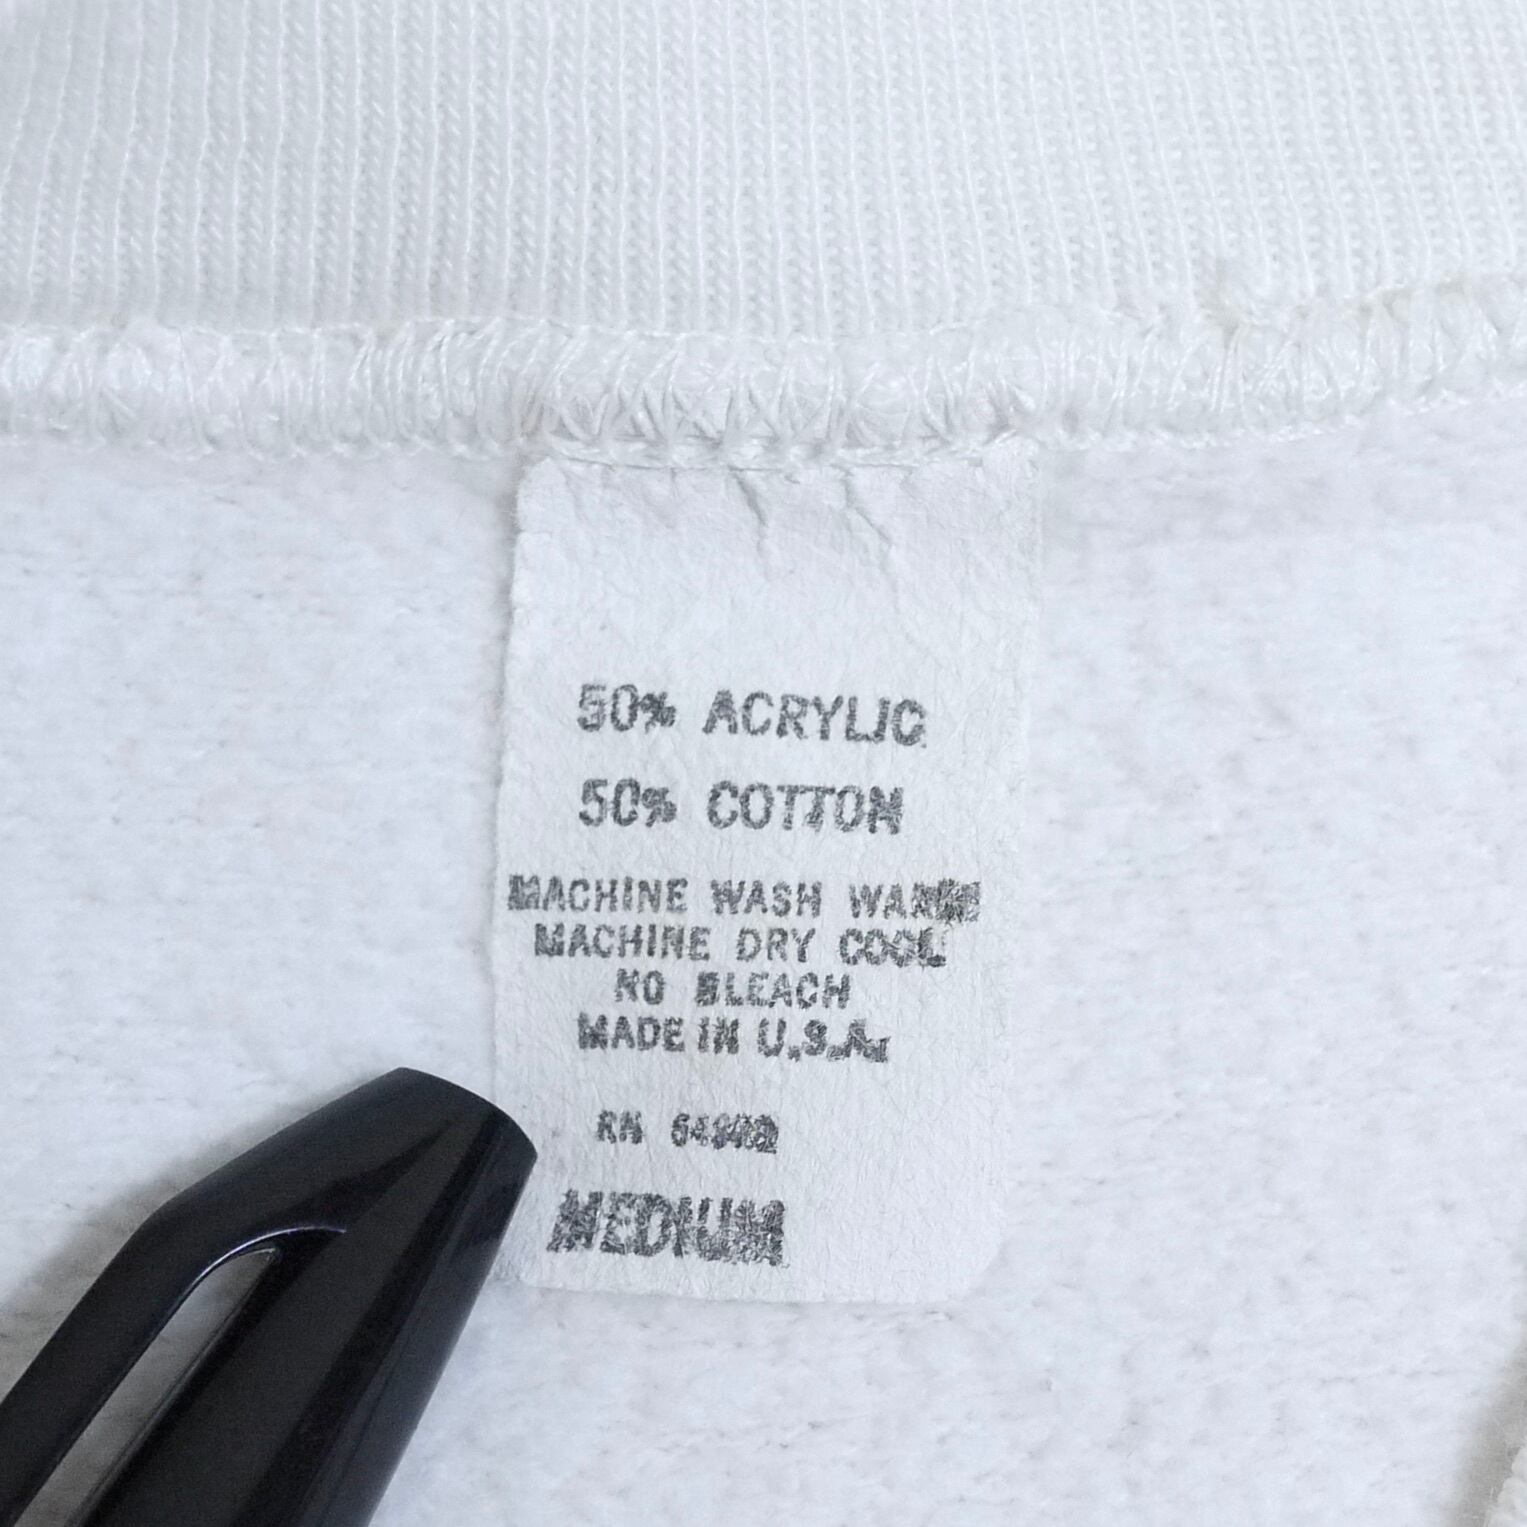 50% ACRYLIC
50% COTTON
MACHINE WASH WARM
MACHINE DRY COOL
NO BLEACH
MADE IN U.S.A.
RN
MEDIUM